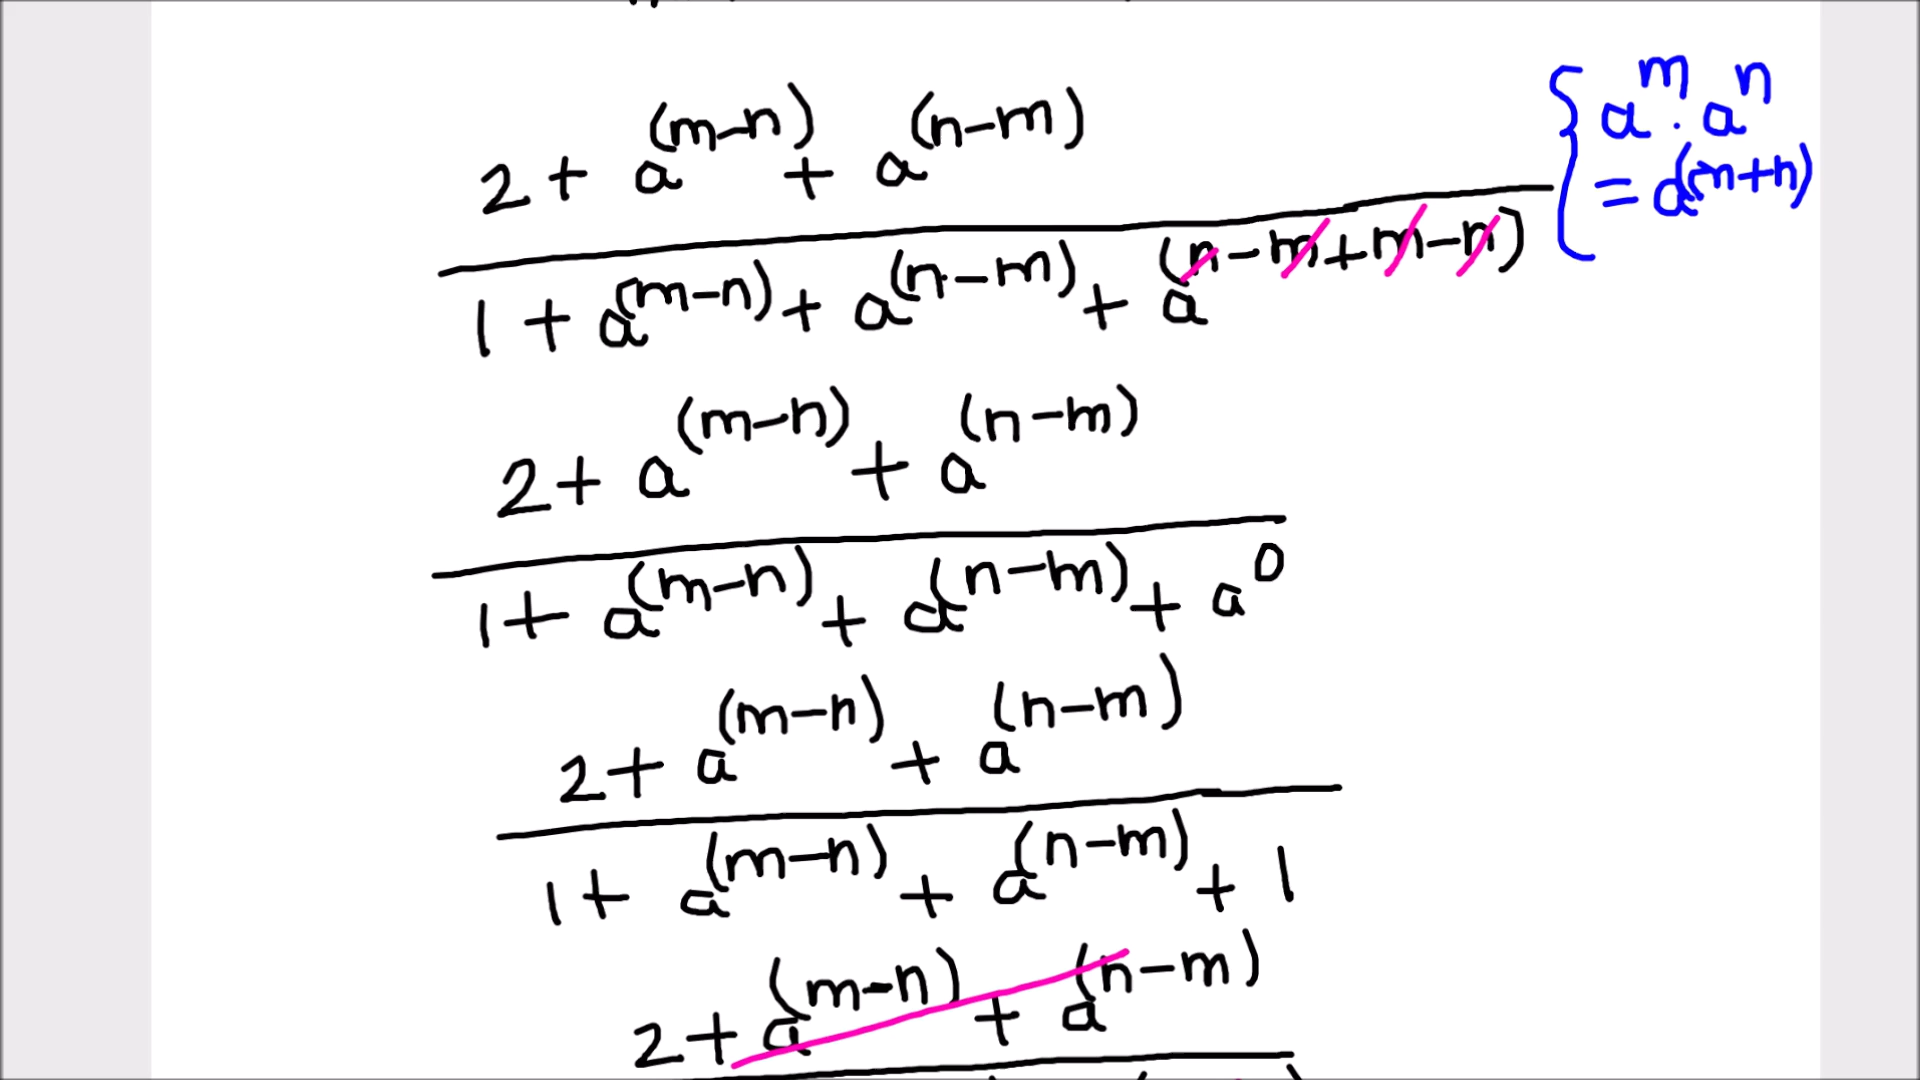 2 + a^(m-n) + a^(n-m)
1 + a^(m-n) + a^(n-m) + a^(n-m+m-n)
{ a^m . a^n
= a^(m+n)
2 + a^(m-n) + a^(n-m)
1 + a^(m-n) + a^(n-m) + a^0
2 + a^(m-n) + a^(n-m)
1 + a^(m-n) + a^(n-m) + 1
2 + a^(m-n) + a^(n-m)